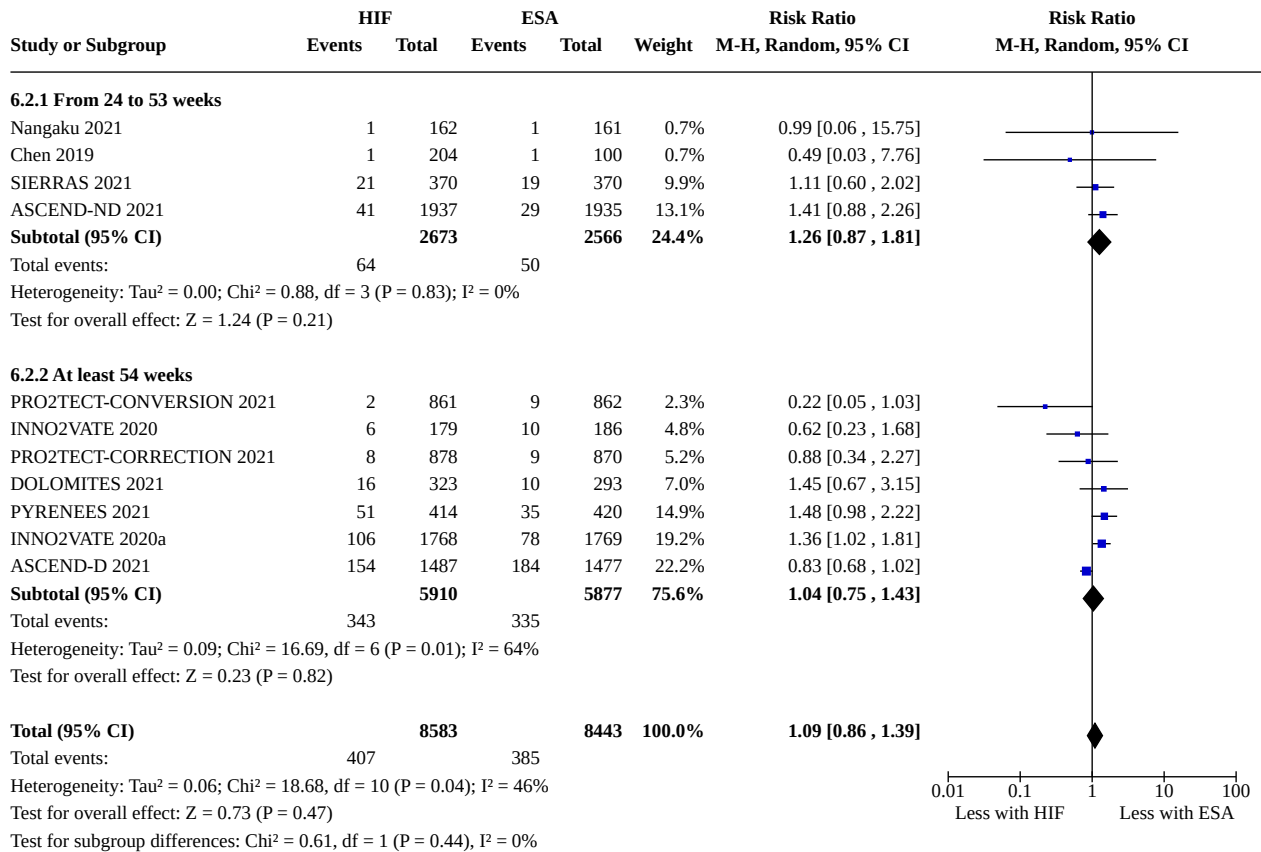 HIF ESA Risk Ratio Risk Ratio
Study or Subgroup Events Total Events Total Weight M-H, Random, 95% CI M-H, Random, 95% CI
6.2.1 From 24 to 53 weeks
Nangaku 2021 1 162 1 161 0.7% 0.99 [0.06 , 15.75]
Chen 2019 1 204 1 100 0.7% 0.49 [0.03 , 7.76]
SIERRAS 2021 21 370 19 370 9.9% 1.11 [0.60 , 2.02]
ASCEND-ND 2021 41 1937 29 1935 13.1% 1.41 [0.88 , 2.26]
Subtotal (95% CI) 2673 2566 24.4% 1.26 [0.87 , 1.81]
Total events: 64 50
Heterogeneity: Tau² = 0.00; Chi² = 0.88, df = 3 (P = 0.83); I² = 0%
Test for overall effect: Z = 1.24 (P = 0.21)
6.2.2 At least 54 weeks
PRO2TECT-CONVERSION 2021 2 861 9 862 2.3% 0.22 [0.05 , 1.03]
INNO2VATE 2020 6 179 10 186 4.8% 0.62 [0.23 , 1.68]
PRO2TECT-CORRECTION 2021 8 878 9 870 5.2% 0.88 [0.34 , 2.27]
DOLOMITES 2021 16 323 10 293 7.0% 1.45 [0.67 , 3.15]
PYRENEES 2021 51 414 35 420 14.9% 1.48 [0.98 , 2.22]
INNO2VATE 2020a 106 1768 78 1769 19.2% 1.36 [1.02 , 1.81]
ASCEND-D 2021 154 1487 184 1477 22.2% 0.83 [0.68 , 1.02]
Subtotal (95% CI) 5910 5877 75.6% 1.04 [0.75 , 1.43]
Total events: 343 335
Heterogeneity: Tau² = 0.09; Chi² = 16.69, df = 6 (P = 0.01); I² = 64%
Test for overall effect: Z = 0.23 (P = 0.82)
Total (95% CI) 8583 8443 100.0% 1.09 [0.86 , 1.39]
Total events: 407 385
Heterogeneity: Tau² = 0.06; Chi² = 18.68, df = 10 (P = 0.04); I² = 46%
Test for overall effect: Z = 0.73 (P = 0.47)
Test for subgroup differences: Chi² = 0.61, df = 1 (P = 0.44), I² = 0%
0.01 0.1 1 10 100
Less with HIF Less with ESA